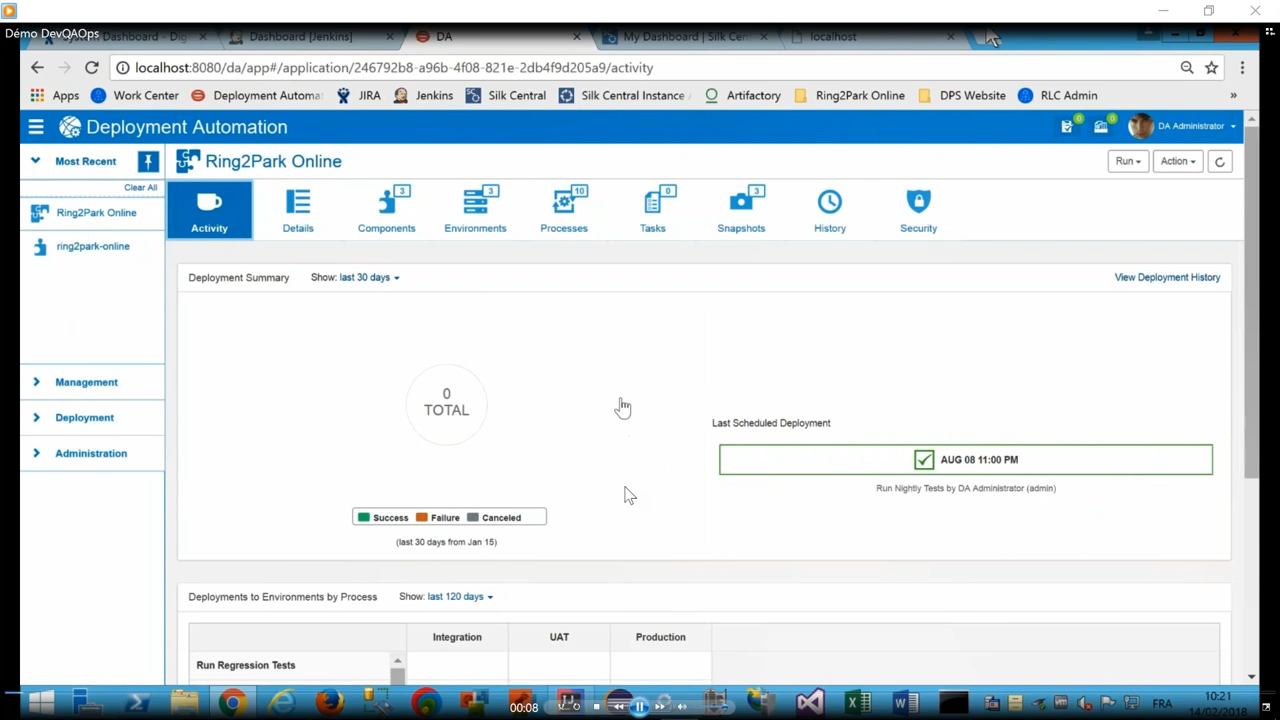 Démo DevQAOps
Dashboard [Jenkins]
DA
My Dashboard | Silk Cen
localhost
localhost:8080/da/app#/application/246792b8-a96b-4f08-821e-2db4f9d205a9/activity
Apps Work Center Deployment Automa JIRA Jenkins Silk Central Silk Central Instance Artifactory Ring2Park Online DPS Website RLC Admin »
Deployment Automation
0 0 DA Administrator
Most Recent
Clear All
Ring2Park Online
ring2park-online
Management
Deployment
Administration
Ring2Park Online
Run Action
3 3 10 0 3
Activity Details Components Environments Processes Tasks Snapshots History Security
Deployment Summary Show: last 30 days View Deployment History
0
TOTAL
Success Failure Canceled
(last 30 days from Jan 15)
Last Scheduled Deployment
AUG 08 11:00 PM
Run Nightly Tests by DA Administrator (admin)
Deployments to Environments by Process Show: last 120 days
Integration UAT Production
Run Regression Tests
00:08
FRA
10:21
14/02/2018